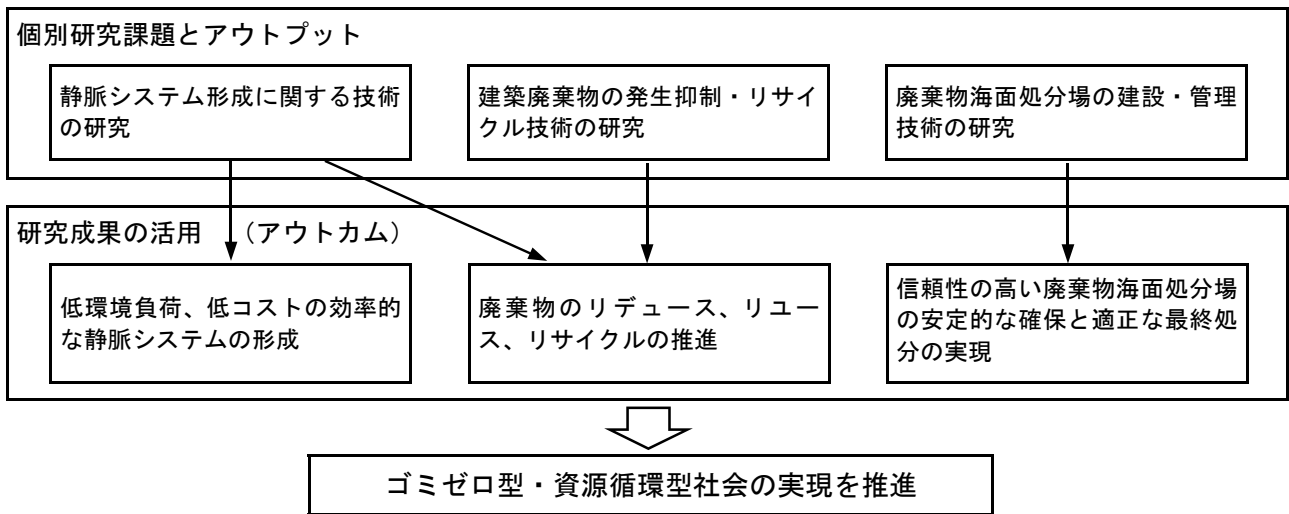 個別研究課題とアウトプット
静脈システム形成に関する技術
の研究
建築廃棄物の発生抑制・リサイ
クル技術の研究
廃棄物海面処分場の建設・管理
技術の研究
研究成果の活用　(アウトカム)
低環境負荷、低コストの効率的
な静脈システムの形成
廃棄物のリデュース、リユー
ス、リサイクルの推進
信頼性の高い廃棄物海面処分場
の安定的な確保と適正な最終処
分の実現
ゴミゼロ型・資源循環型社会の実現を推進